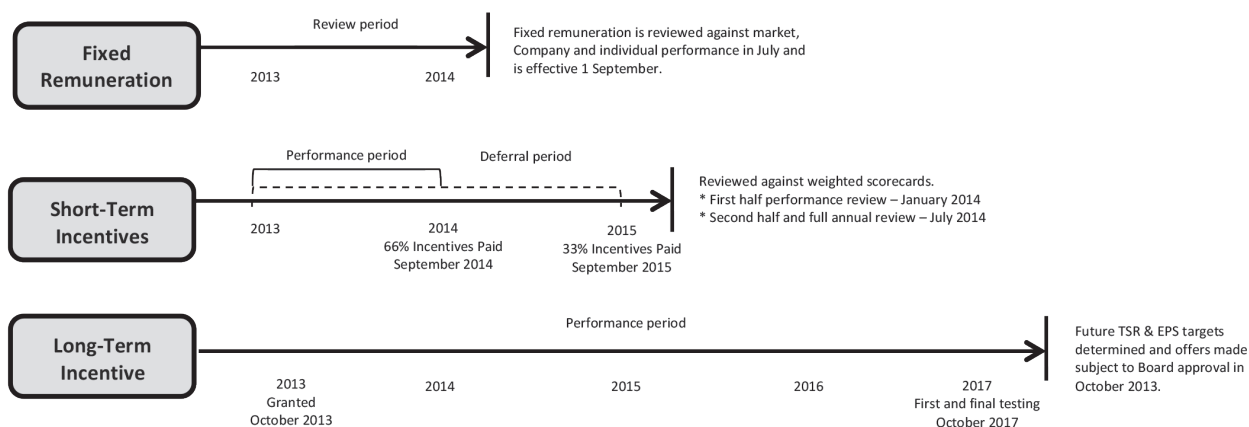 Fixed
Remuneration
Review period
2013
2014
Fixed remuneration is reviewed against market,
Company and individual performance in July and
is effective 1 September.
Short-Term
Incentives
Performance period
Deferral period
2013
2014
66% Incentives Paid
September 2014
2015
33% Incentives Paid
September 2015
Reviewed against weighted scorecards.
* First half performance review – January 2014
* Second half and full annual review – July 2014
Long-Term
Incentive
Performance period
2013
Granted
October 2013
2014
2015
2016
2017
First and final testing
October 2017
Future TSR & EPS targets
determined and offers made
subject to Board approval in
October 2013.